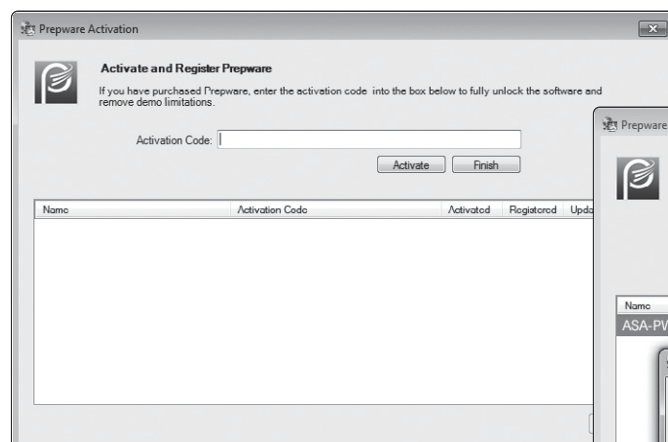 Prepware Activation
Activate and Register Prepware
If you have purchased Prepware, enter the activation code into the box below to fully unlock the software and
remove demo limitations.
Activation Code:
Activate Finish
Name Activation Code Activated Registered
Prepware
Name